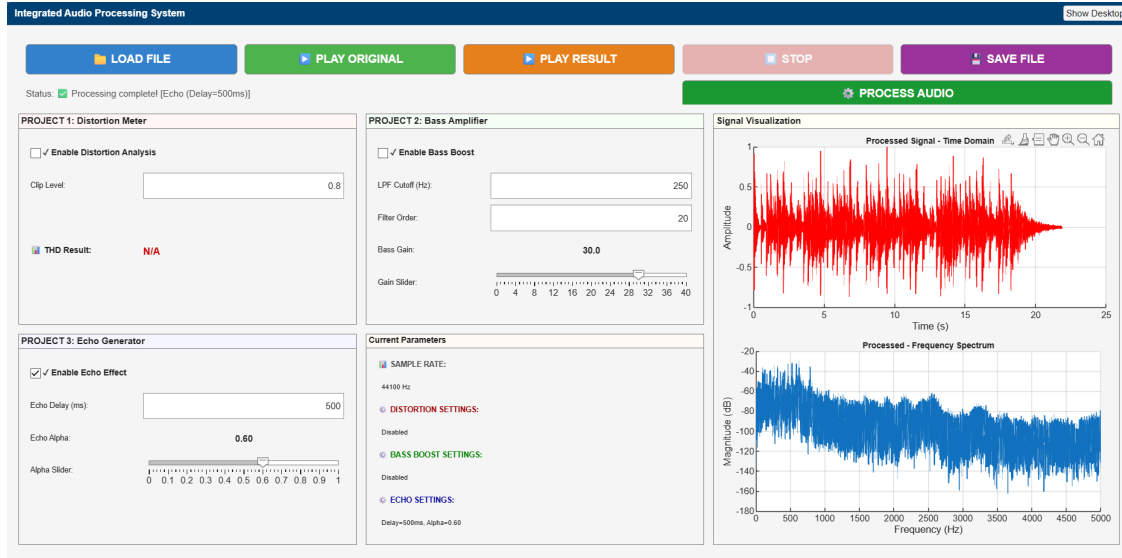 Integrated Audio Processing System
Show Desktop
LOAD FILE
PLAY ORIGINAL
PLAY RESULT
STOP
SAVE FILE
Status: ✅ Processing complete! [Echo (Delay=500ms)]
PROCESS AUDIO
PROJECT 1: Distortion Meter
✓ Enable Distortion Analysis
Clip Level: 0.8
THD Result: N/A
PROJECT 2: Bass Amplifier
✓ Enable Bass Boost
LPF Cutoff (Hz): 250
Filter Order: 20
Bass Gain: 30.0
Gain Slider:
0 4 8 12 16 20 24 28 32 36 40
Signal Visualization
Processed Signal - Time Domain
1
0.5
0
-0.5
-1
Amplitude
0 5 10 15 20 25
Time (s)
PROJECT 3: Echo Generator
✓ Enable Echo Effect
Echo Delay (ms): 500
Echo Alpha: 0.60
Alpha Slider:
0 0.1 0.2 0.3 0.4 0.5 0.6 0.7 0.8 0.9 1
Current Parameters
SAMPLE RATE:
44100 Hz
DISTORTION SETTINGS:
Disabled
BASS BOOST SETTINGS:
Disabled
ECHO SETTINGS:
Delay=500ms, Alpha=0.60
Processed - Frequency Spectrum
-20
-40
-60
-80
-100
-120
-140
-160
-180
Magnitude (dB)
0 500 1000 1500 2000 2500 3000 3500 4000 4500 5000
Frequency (Hz)